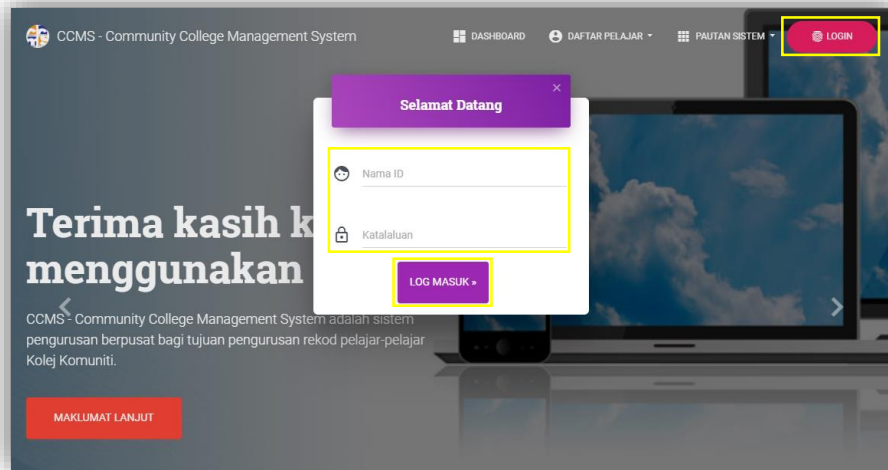 CCMS - Community College Management System
DASHBOARD
DAFTAR PELAJAR
PAUTAN SISTEM
LOGIN
Selamat Datang
Nama ID
Katalaluan
LOG MASUK »
Terima kasih k
menggunakan
CCMS - Community College Management System adalah sistem
pengurusan berpusat bagi tujuan pengurusan rekod pelajar-pelajar
Kolej Komuniti.
MAKLUMAT LANJUT